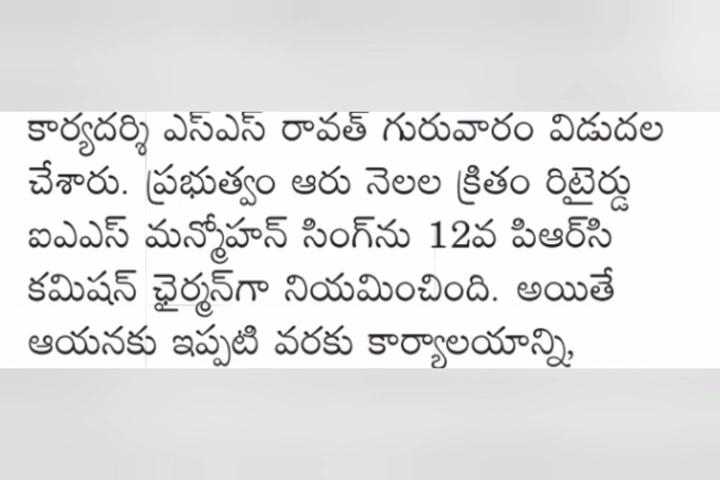 కార్యదర్శి ఎస్ఎస్ రావత్ గురువారం విడుదల
చేశారు. ప్రభుత్వం ఆరు నెలల క్రితం రిటైర్డు
ఐఎఎస్ మన్మోహన్ సింగ్‌ను 12వ పిఆర్‌సి
కమిషన్ ఛైర్మన్‌గా నియమించింది. అయితే
ఆయనకు ఇప్పటి వరకు కార్యాలయాన్ని,